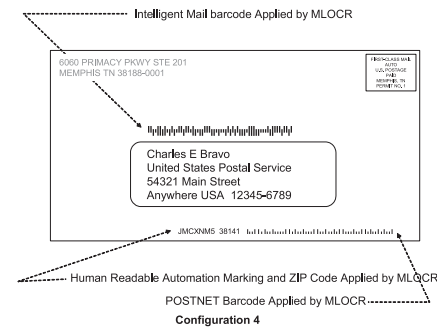 Intelligent Mail barcode Applied by MLOCR
6060 PRIMACY PKWY STE 201
MEMPHIS TN 38188-0001
FIRST-CLASS MAIL
AUTO
U.S. POSTAGE
PAID
MEMPHIS, TN
PERMIT NO. 1
Charles E Bravo
United States Postal Service
54321 Main Street
Anywhere USA 12345-6789
JMCXNM5 38141
Human Readable Automation Marking and ZIP Code Applied by MLOCR
POSTNET Barcode Applied by MLOCR
Configuration 4